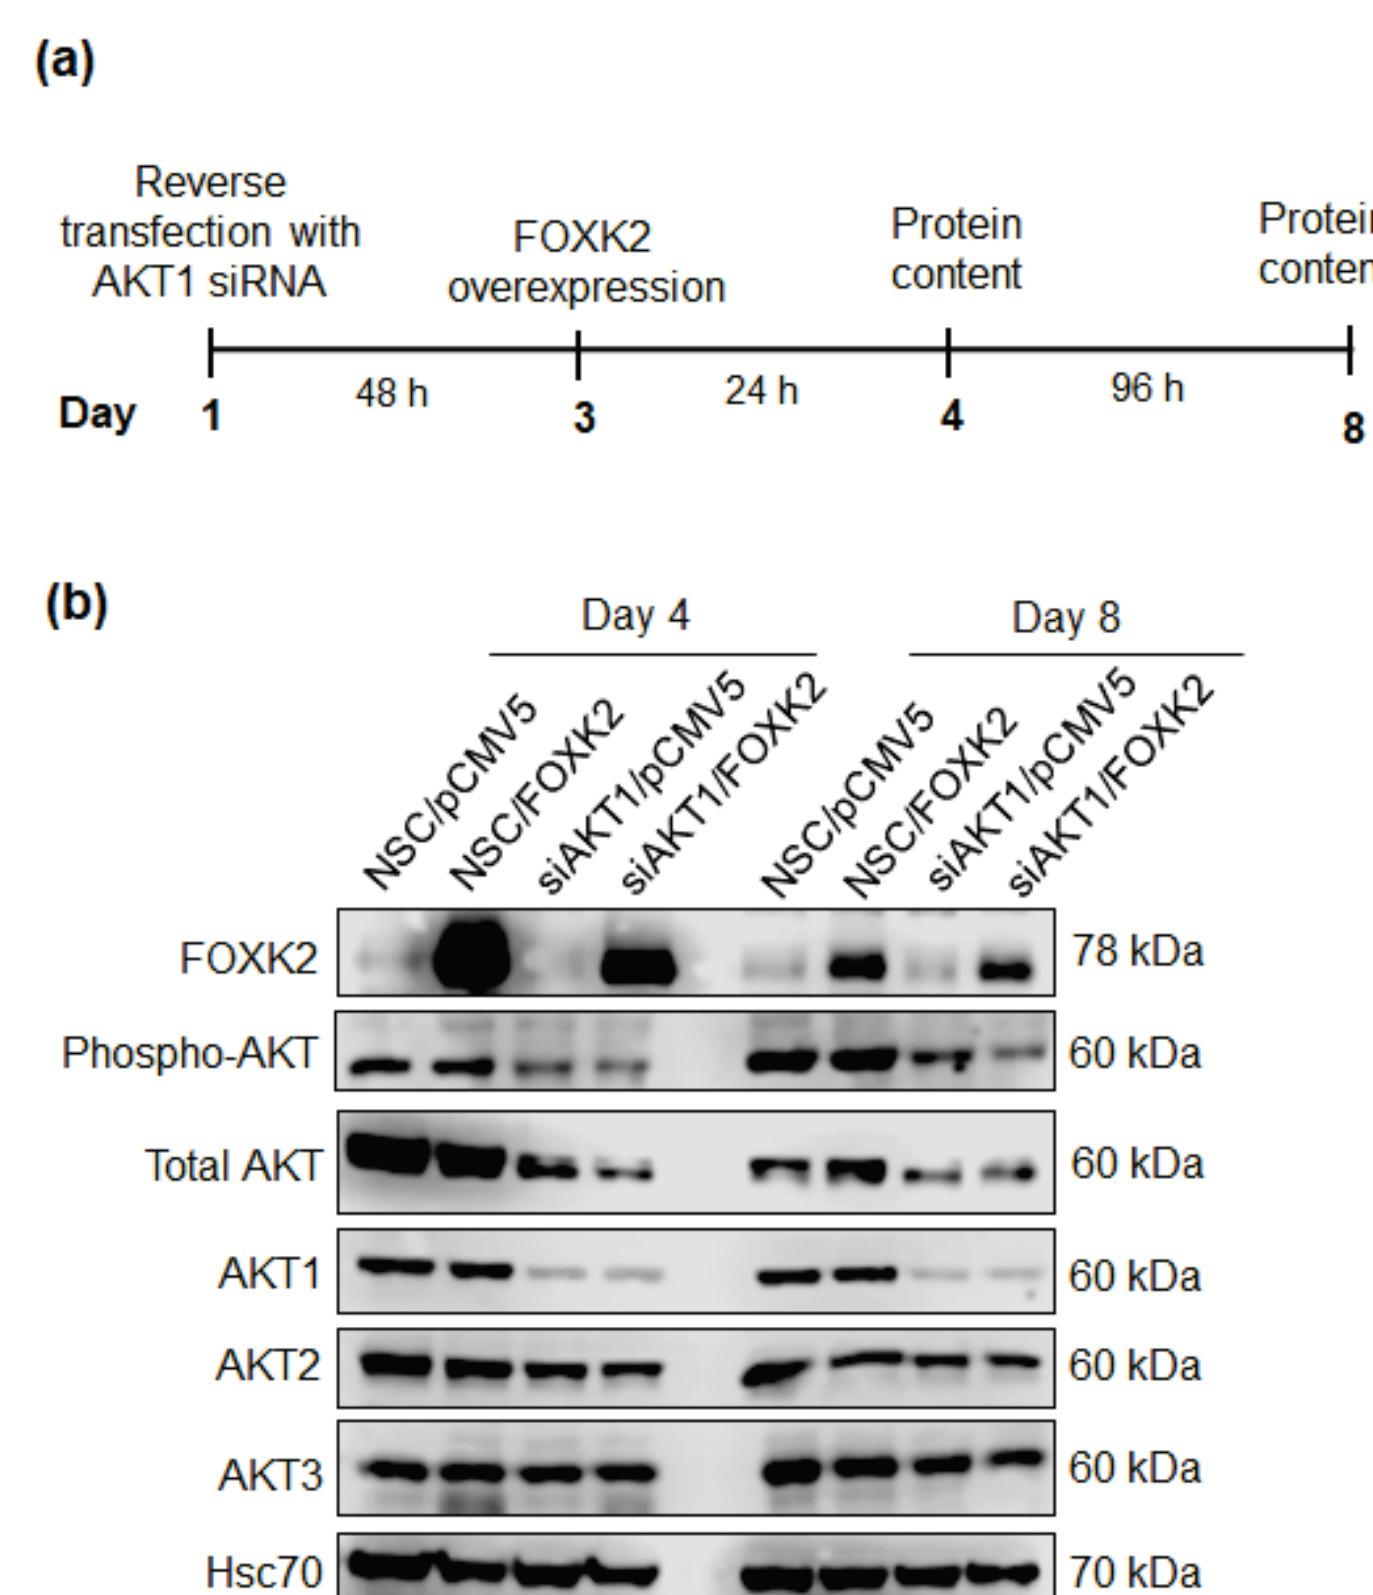 (a)
Reverse
transfection with
AKT1 siRNA
FOXK2
overexpression
Protein
content
48 h
24 h
96 h
Day
1
3
4
8
(b)
Day 4
Day 8
NSC/pCMV5
NSC/FOXK2
siAKT1/pCMV5
siAKT1/FOXK2
NSC/pCMV5
NSC/FOXK2
siAKT1/pCMV5
siAKT1/FOXK2
FOXK2 78 kDa
Phospho-AKT 60 kDa
Total AKT 60 kDa
AKT1 60 kDa
AKT2 60 kDa
AKT3 60 kDa
Hsc70 70 kDa